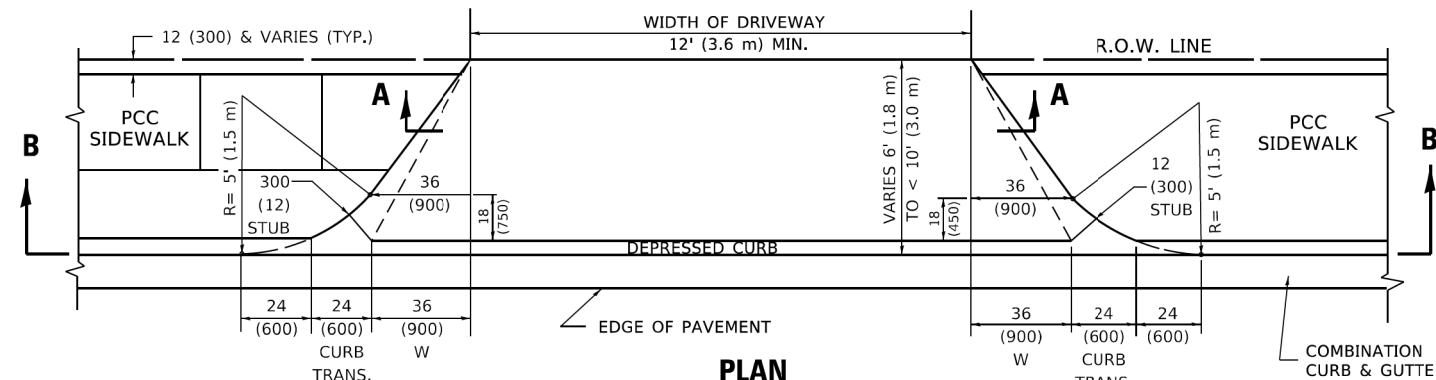 WIDTH OF DRIVEWAY
12' (3.6 m) MIN.
12 (300) & VARIES (TYP.)
R.O.W. LINE
PCC
SIDEWALK
A
A
PCC
SIDEWALK
B
B
R= 5' (1.5 m)
300
(12)
STUB
36
(900)
18
(750)
VARIES 6' (1.8 m)
TO < 10' (3.0 m)
18
(450)
36
(900)
12
(300)
STUB
R= 5' (1.5 m)
DEPRESSED CURB
24
(600)
24
(600)
CURB
TRANS.
36
(900)
W
EDGE OF PAVEMENT
PLAN
36
(900)
W
24
(600)
CURB
TRANS.
24
(600)
COMBINATION
CURB & GUTTE